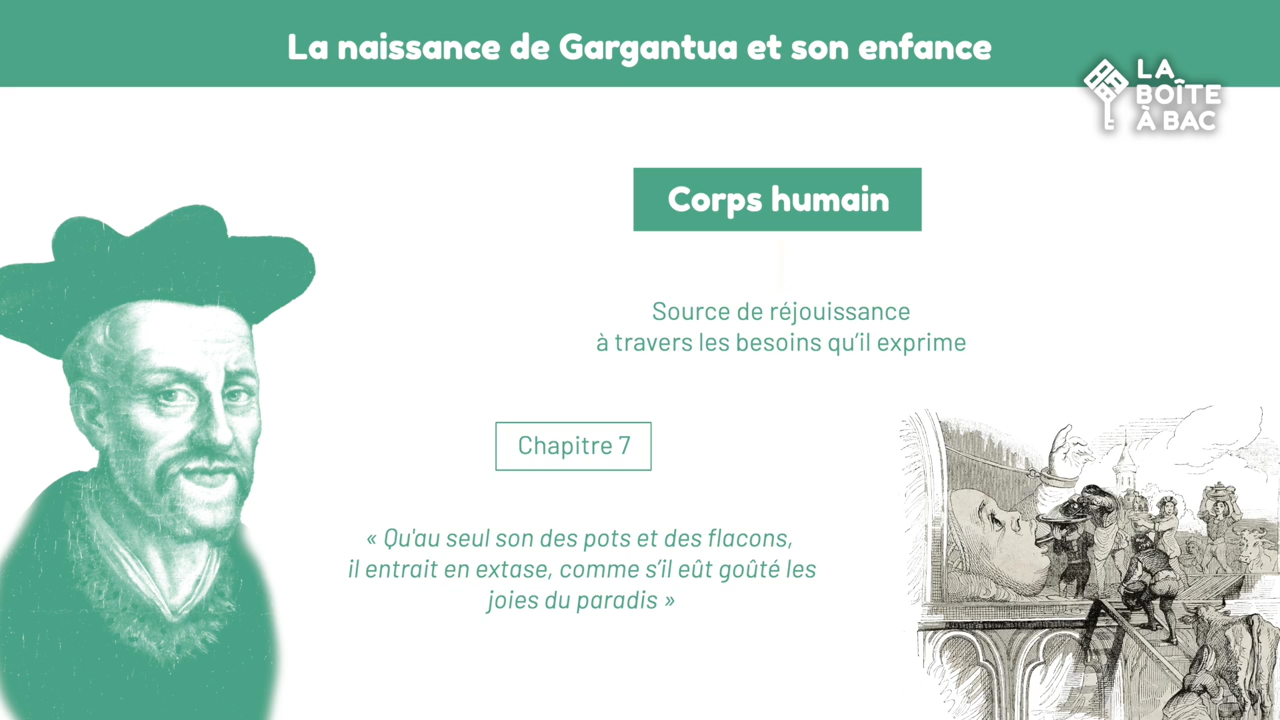 La naissance de Gargantua et son enfance
LA
BOÎTE
À BAC
Corps humain
Source de réjouissance
à travers les besoins qu’il exprime
Chapitre 7
« Qu'au seul son des pots et des flacons,
il entrait en extase, comme s’il eût goûté les
joies du paradis »